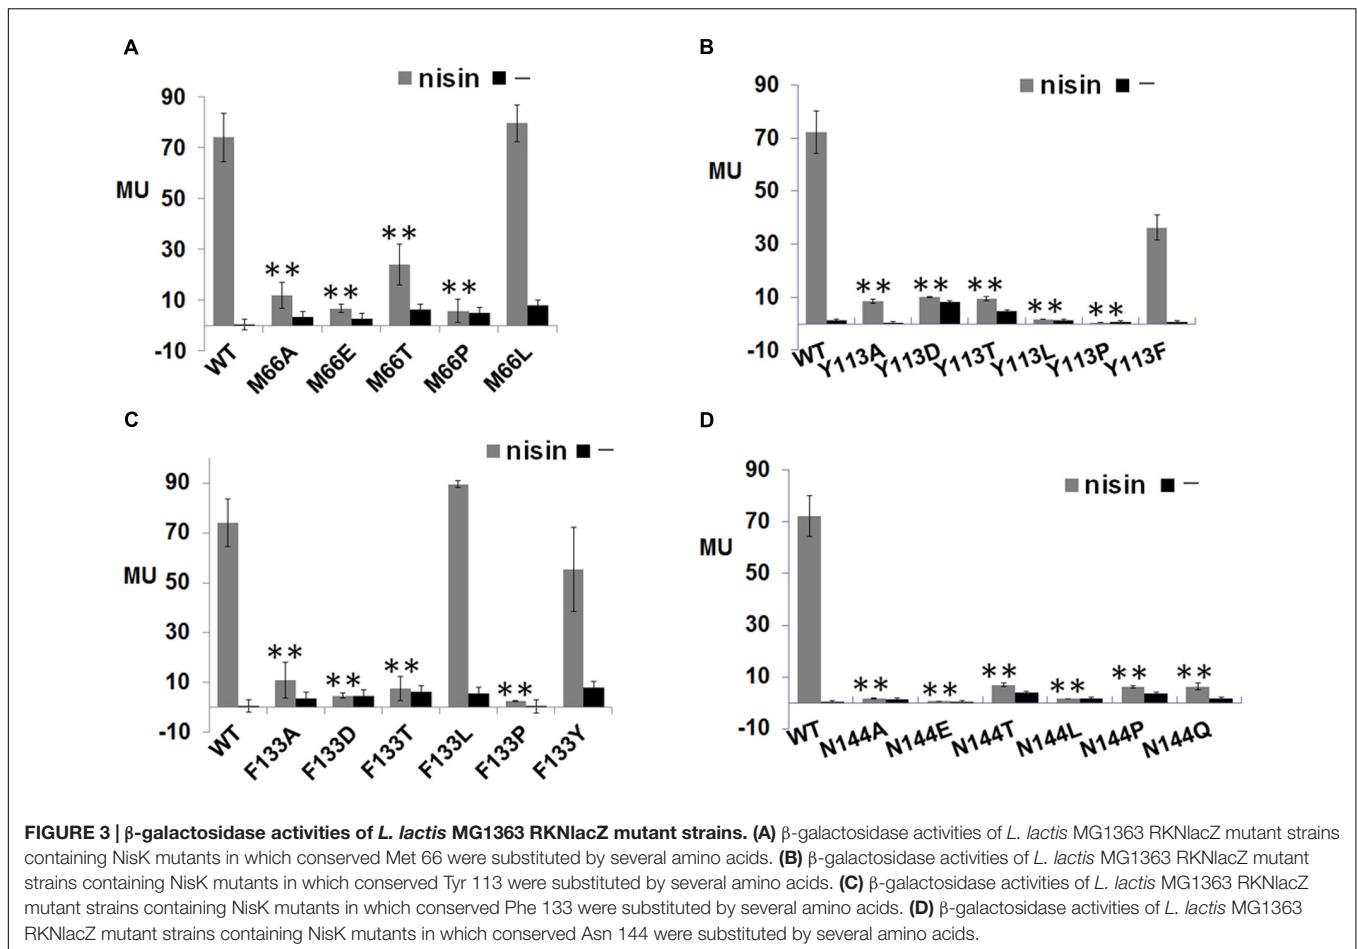 A
nisin —
90
70
MU 50
30
10
-10
** ** ** **
WT M66A M66E M66T M66P M66L
B
nisin —
90
70
MU
50
30
10
-10
** ** ** ** **
WT Y113A Y113D Y113T Y113L Y113P Y113F
C
nisin —
90
70
MU 50
30
10
-10
** ** ** **
WT F133A F133D F133T F133L F133P F133Y
D
nisin —
90
70
MU
50
30
10
-10
** ** ** ** ** **
WT N144A N144E N144T N144L N144P N144Q
FIGURE 3 | β-galactosidase activities of L. lactis MG1363 RKNlacZ mutant strains. (A) β-galactosidase activities of L. lactis MG1363 RKNlacZ mutant strains
containing NisK mutants in which conserved Met 66 were substituted by several amino acids. (B) β-galactosidase activities of L. lactis MG1363 RKNlacZ mutant
strains containing NisK mutants in which conserved Tyr 113 were substituted by several amino acids. (C) β-galactosidase activities of L. lactis MG1363 RKNlacZ
mutant strains containing NisK mutants in which conserved Phe 133 were substituted by several amino acids. (D) β-galactosidase activities of L. lactis MG1363
RKNlacZ mutant strains containing NisK mutants in which conserved Asn 144 were substituted by several amino acids.